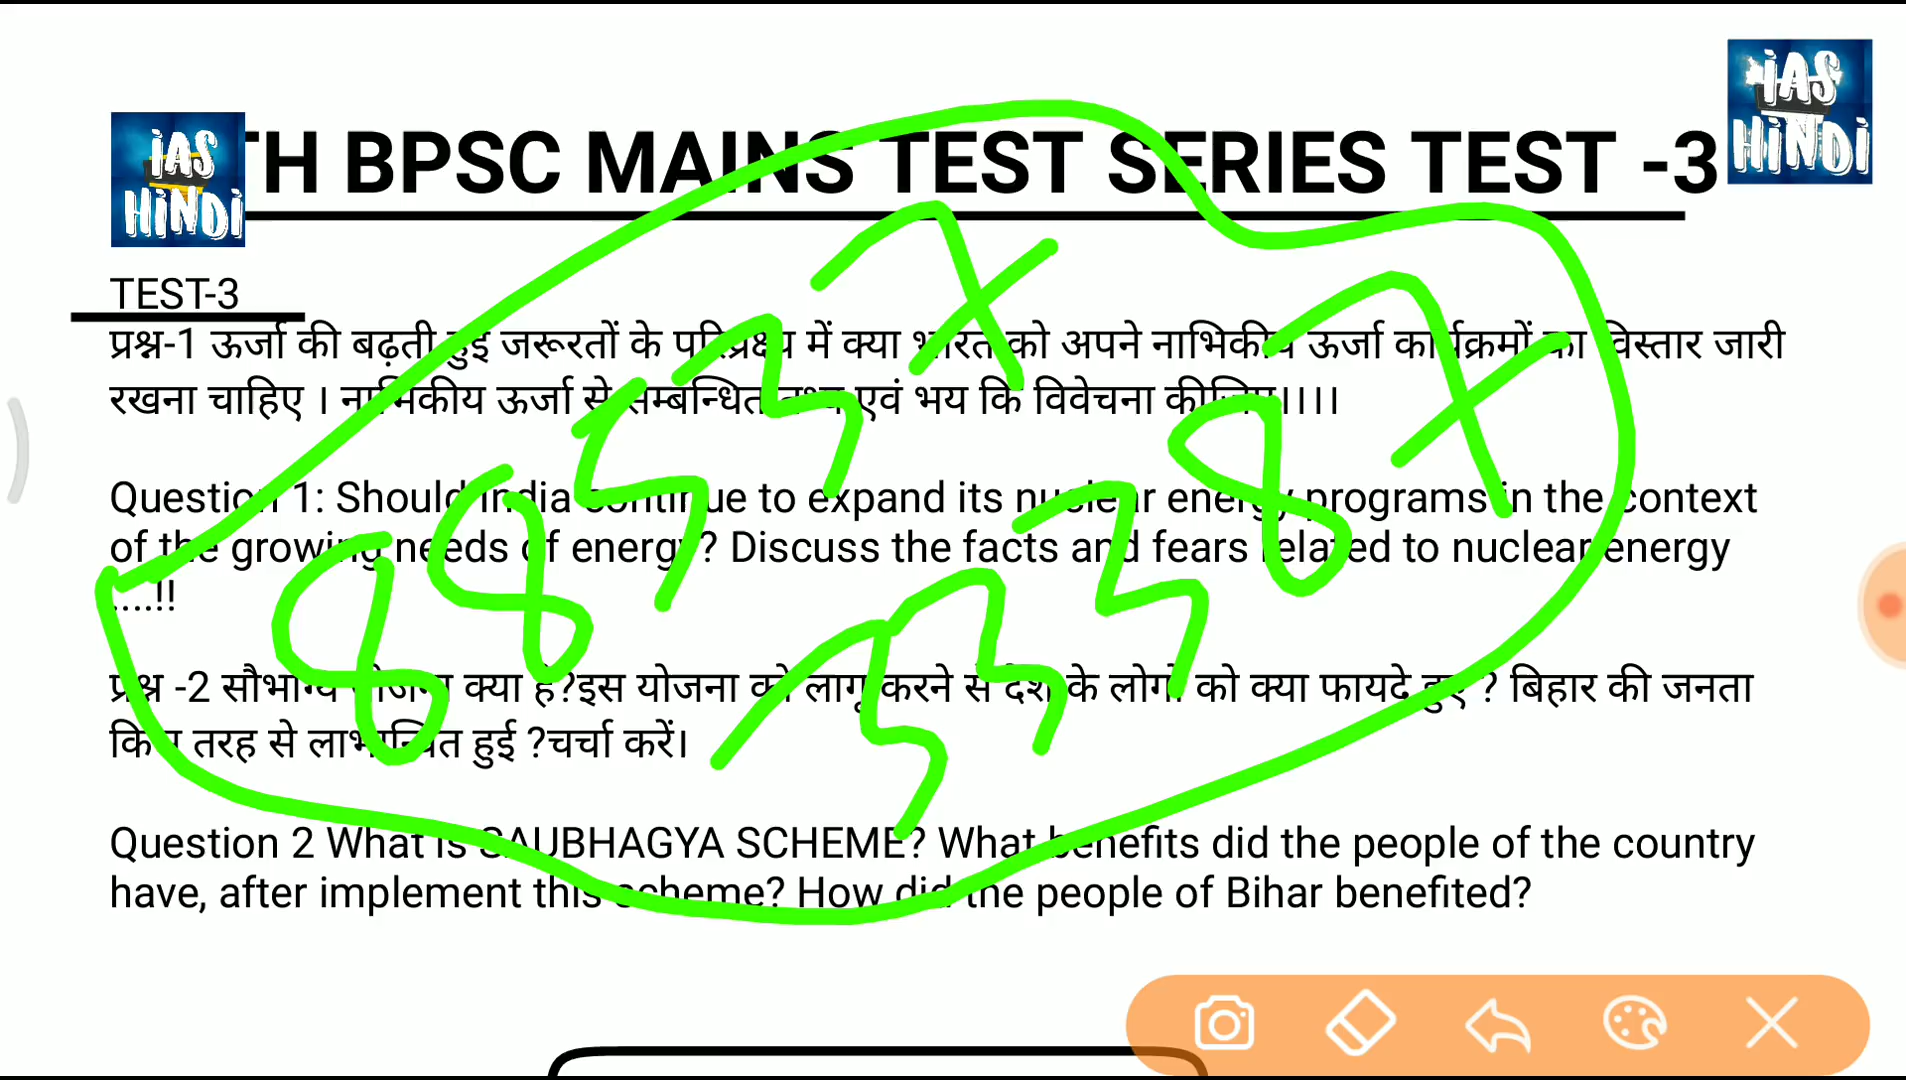 iAS
HiNDi
iAS
HiNDi
TH BPSC MAINS TEST SERIES TEST -3
TEST-3
प्रश्न-1 ऊर्जा की बढ़ती हुई जरूरतों के परिप्रेक्ष्य में क्या भारत को अपने नाभिकीय ऊर्जा कार्यक्रमों का विस्तार जारी
रखना चाहिए । नाभिकीय ऊर्जा से सम्बन्धित तथ्य एवं भय कि विवेचना कीजिए।।।।
Question 1: Should India continue to expand its nuclear energy programs in the context
of the growing needs of energy? Discuss the facts and fears related to nuclear energy
....!!
प्रश्न -2 सौभाग्य योजना क्या है?इस योजना को लागू करने से देश के लोगों को क्या फायदे हुए ? बिहार की जनता
किस तरह से लाभान्वित हुई ?चर्चा करें।
Question 2 What is SAUBHAGYA SCHEME? What benefits did the people of the country
have, after implement this scheme? How did the people of Bihar benefited?